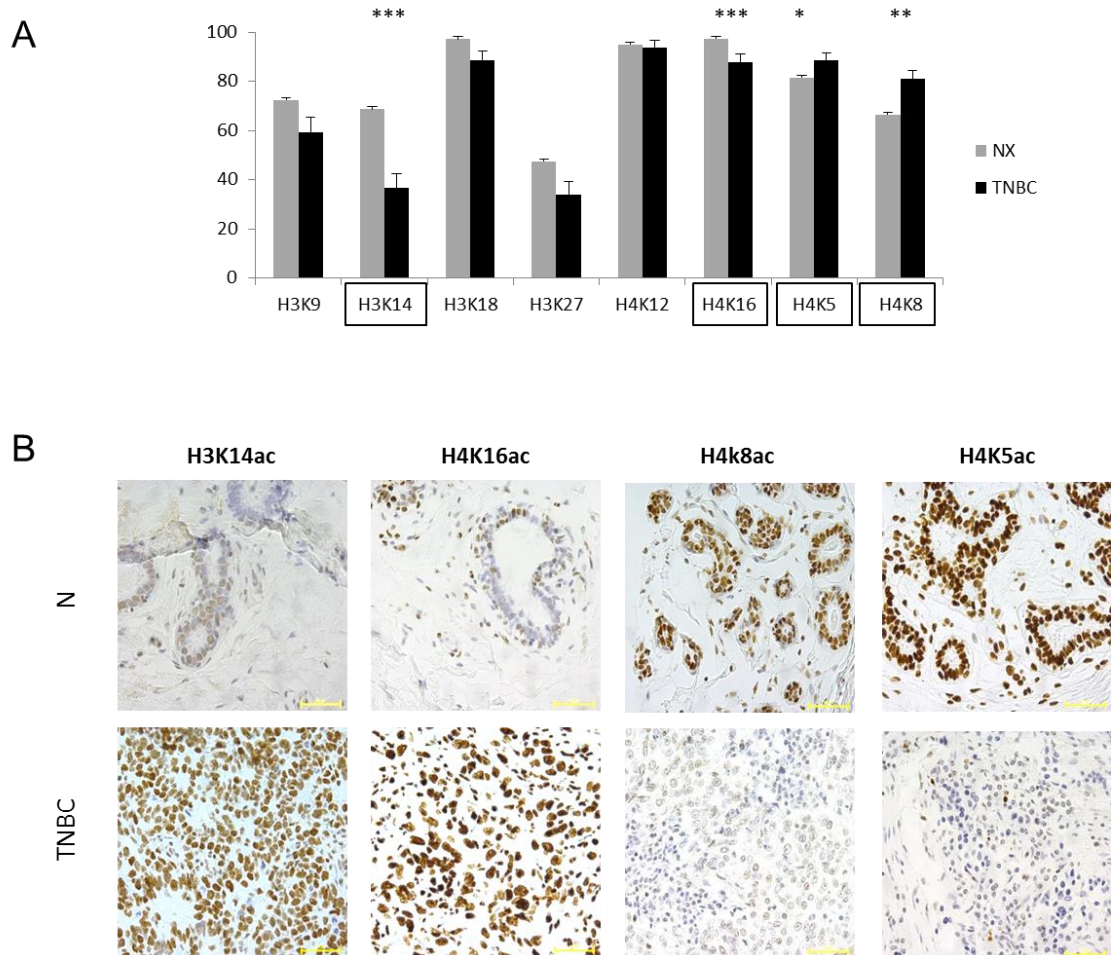 A
*** *** * **
100
80
60
40
20
0
NX
TNBC
H3K9 H3K14 H3K18 H3K27 H4K12 H4K16 H4K5 H4K8
B
H3K14ac H4K16ac H4k8ac H4K5ac
N
TNBC